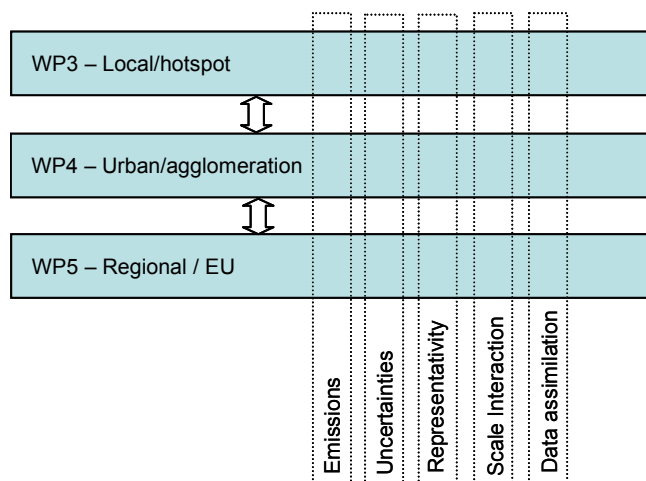 WP3 – Local/hotspot
WP4 – Urban/agglomeration
WP5 – Regional / EU
Emissions
Uncertainties
Representativity
Scale Interaction
Data assimilation